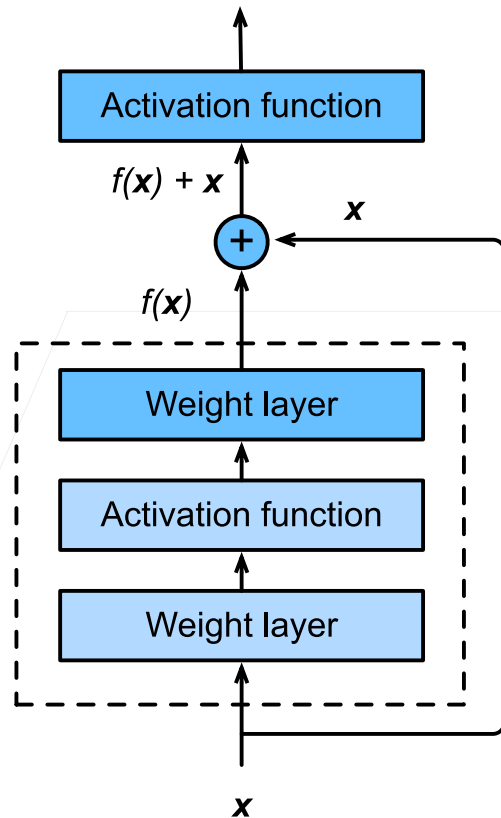 Activation function
f(x) + x
x
+
f(x)
Weight layer
Activation function
Weight layer
x